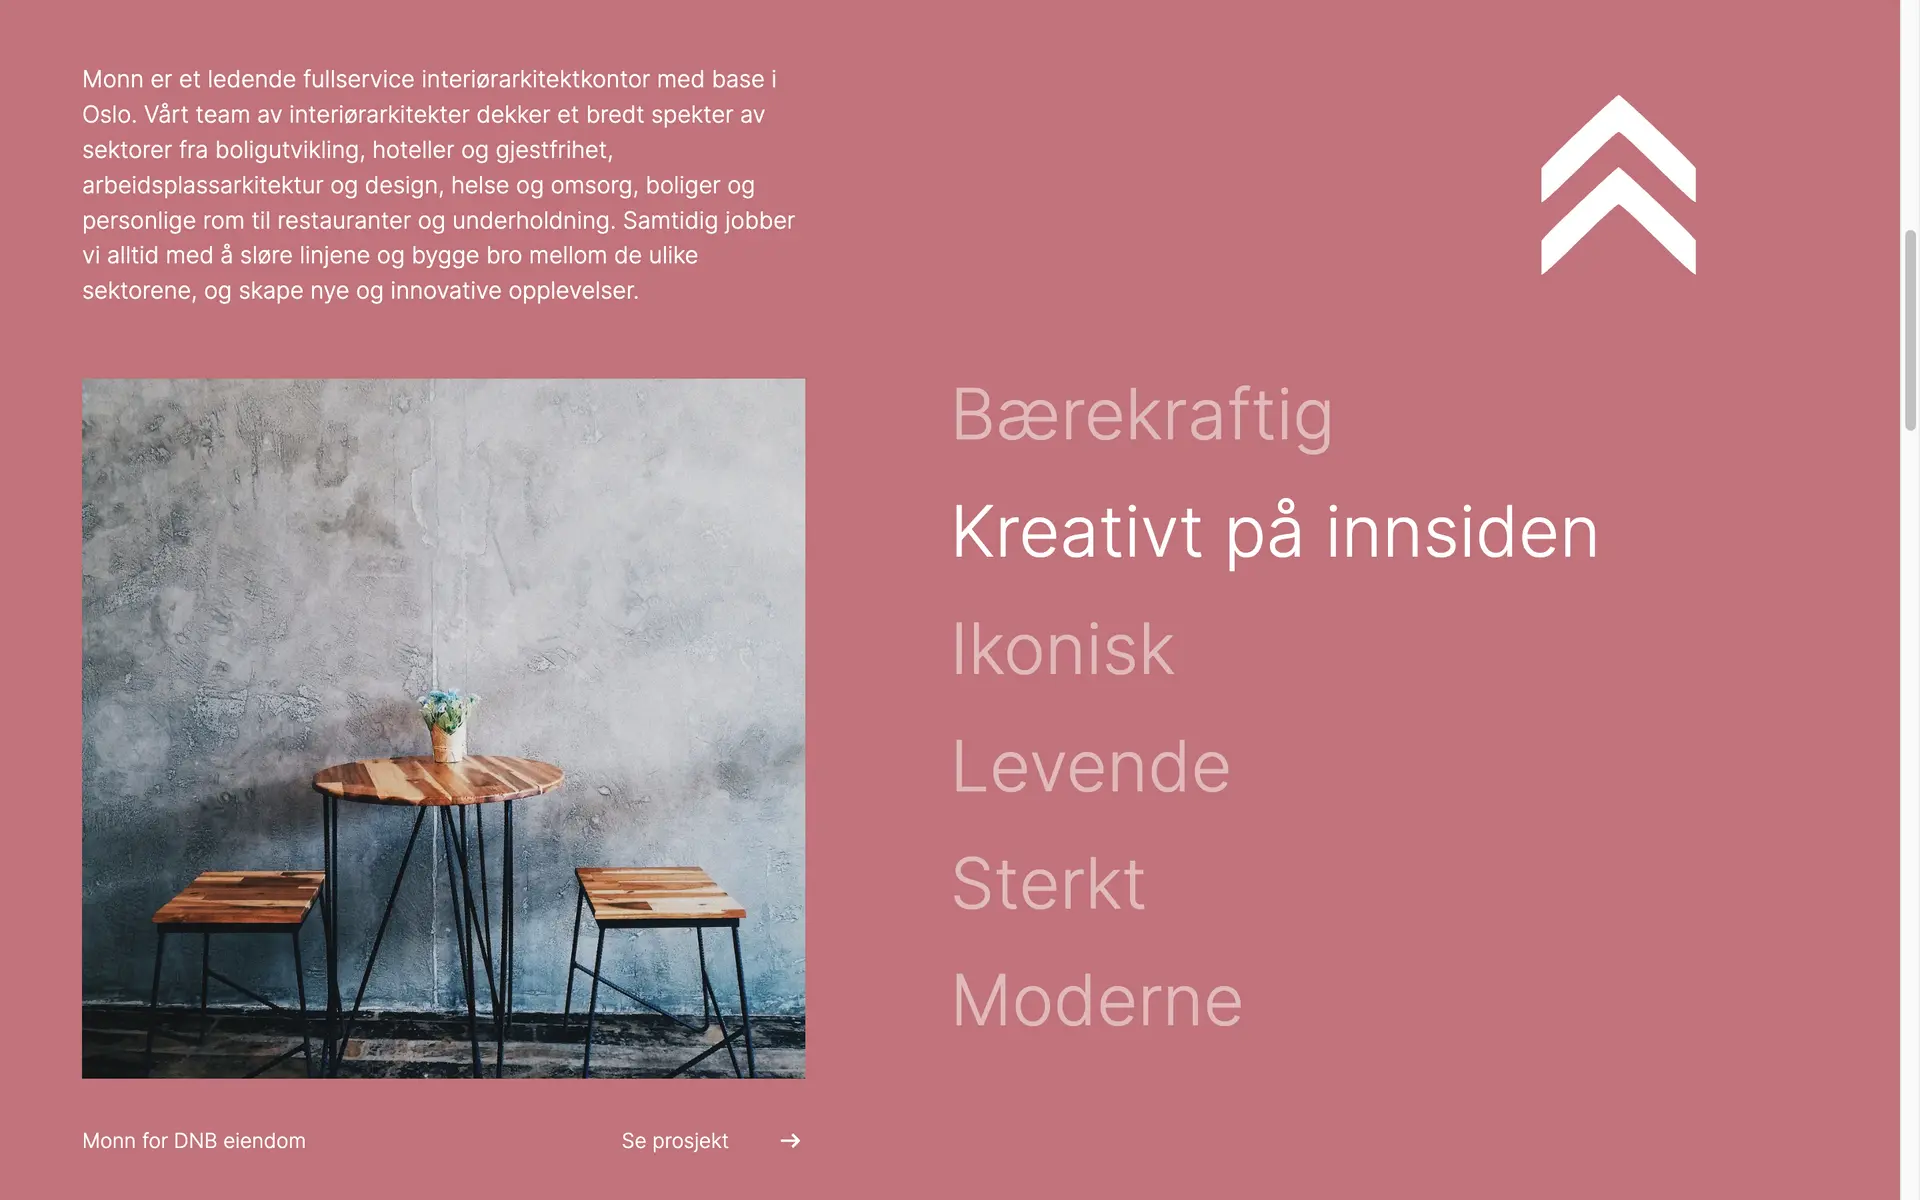 Monn er et ledende fullservice interiørarkitektkontor med base i
Oslo. Vårt team av interiørarkitekter dekker et bredt spekter av
sektorer fra boligutvikling, hoteller og gjestfrihet,
arbeidsplassarkitektur og design, helse og omsorg, boliger og
personlige rom til restauranter og underholdning. Samtidig jobber
vi alltid med å sløre linjene og bygge bro mellom de ulike
sektorene, og skape nye og innovative opplevelser.
Bærekraftig
Kreativt på innsiden
Ikonisk
Levende
Sterkt
Moderne
Monn for DNB eiendom
Se prosjekt →